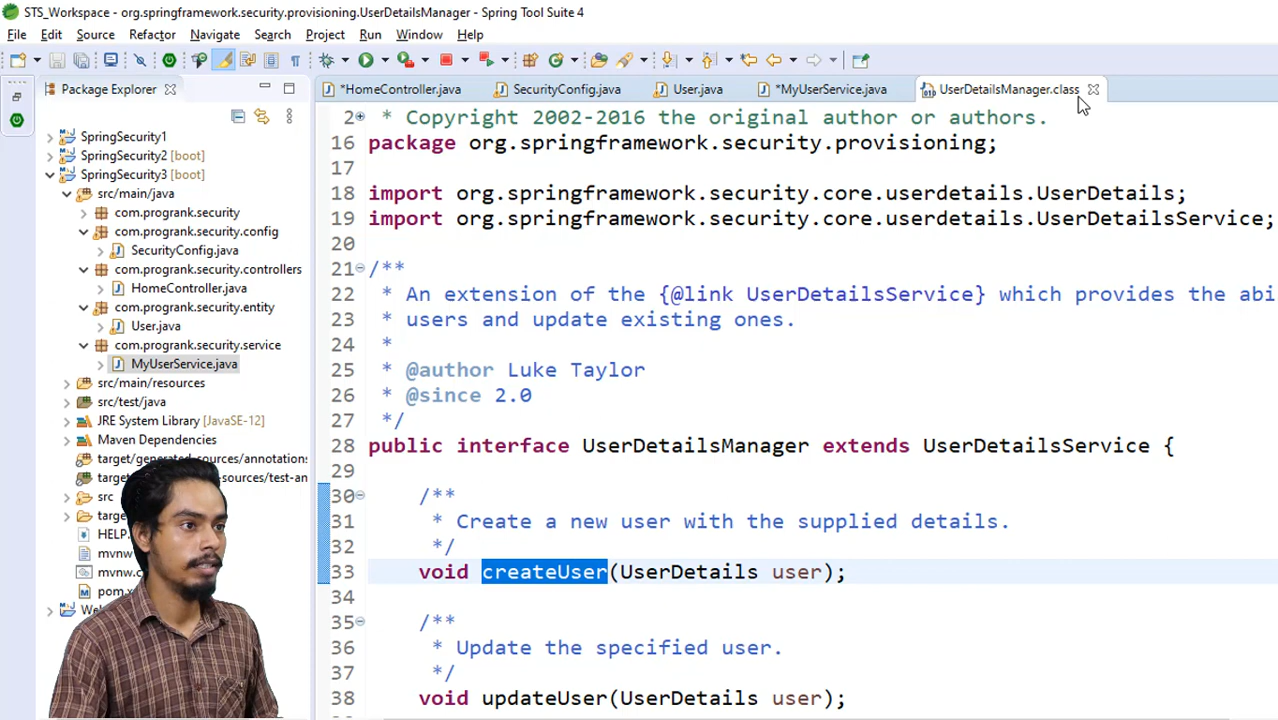 STS_Workspace - org.springframework.security.provisioning.UserDetailsManager - Spring Tool Suite 4
File Edit Source Refactor Navigate Search Project Run Window Help
Package Explorer
*HomeController.java SecurityConfig.java User.java *MyUserService.java UserDetailsManager.class
SpringSecurity1
SpringSecurity2 [boot]
SpringSecurity3 [boot]
src/main/java
com.progrank.security
com.progrank.security.config
SecurityConfig.java
com.progrank.security.controllers
HomeController.java
com.progrank.security.entity
User.java
com.progrank.security.service
MyUserService.java
src/main/resources
src/test/java
JRE System Library [JavaSE-12]
Maven Dependencies
target/generated-sources/annotations
src
HELP.
mvnw
mvnw.c
pom.x
2 * Copyright 2002-2016 the original author or authors.
16 package org.springframework.security.provisioning;
17
18 import org.springframework.security.core.userdetails.UserDetails;
19 import org.springframework.security.core.userdetails.UserDetailsService;
20
21 /**
22 * An extension of the {@link UserDetailsService} which provides the abi
23 * users and update existing ones.
24 *
25 * @author Luke Taylor
26 * @since 2.0
27 */
28 public interface UserDetailsManager extends UserDetailsService {
29
30 /**
31 * Create a new user with the supplied details.
32 */
33 void createUser(UserDetails user);
34
35 /**
36 * Update the specified user.
37 */
38 void updateUser(UserDetails user);